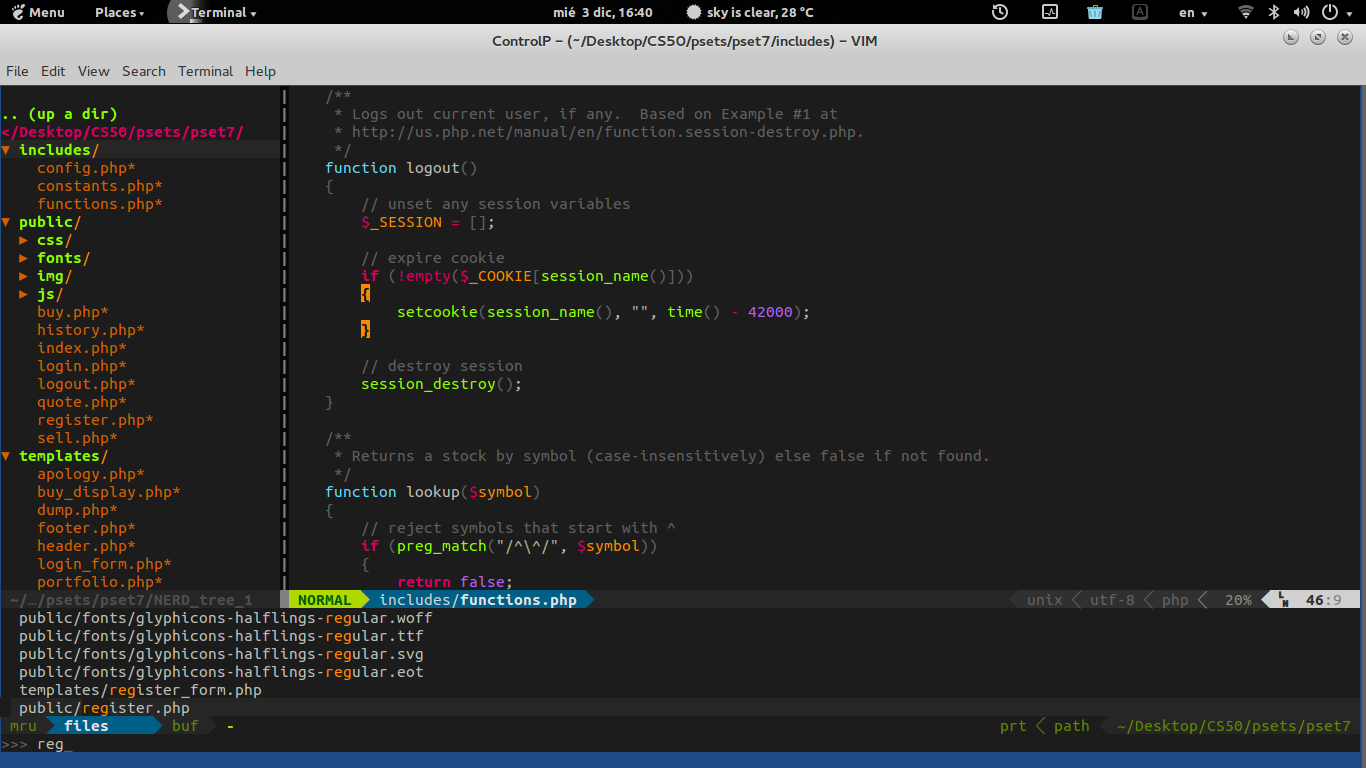 Menu Places Terminal mié 3 dic, 16:40 sky is clear, 28 °C A en
ControlP – (~/Desktop/CS50/psets/pset7/includes) – VIM
File Edit View Search Terminal Help
.. (up a dir)
</Desktop/CS50/psets/pset7/
▼ includes/
config.php*
constants.php*
functions.php*
▼ public/
▶ css/
▶ fonts/
▶ img/
▶ js/
buy.php*
history.php*
index.php*
login.php*
logout.php*
quote.php*
register.php*
sell.php*
▼ templates/
apology.php*
buy_display.php*
dump.php*
footer.php*
header.php*
login_form.php*
portfolio.php*
~/…/psets/pset7/NERD_tree_1
/**
* Logs out current user, if any.  Based on Example #1 at
* http://us.php.net/manual/en/function.session-destroy.php.
*/
function logout()
{
// unset any session variables
$_SESSION = [];
// expire cookie
if (!empty($_COOKIE[session_name()]))
{
setcookie(session_name(), "", time() - 42000);
}
// destroy session
session_destroy();
}
/**
* Returns a stock by symbol (case-insensitively) else false if not found.
*/
function lookup($symbol)
{
// reject symbols that start with ^
if (preg_match("/^\^/", $symbol))
{
return false;
NORMAL includes/functions.php unix utf-8 php 20% LN 46:9
public/fonts/glyphicons-halflings-regular.woff
public/fonts/glyphicons-halflings-regular.ttf
public/fonts/glyphicons-halflings-regular.svg
public/fonts/glyphicons-halflings-regular.eot
templates/register_form.php
public/register.php
mru files buf - prt path ~/Desktop/CS50/psets/pset7
>>> reg_